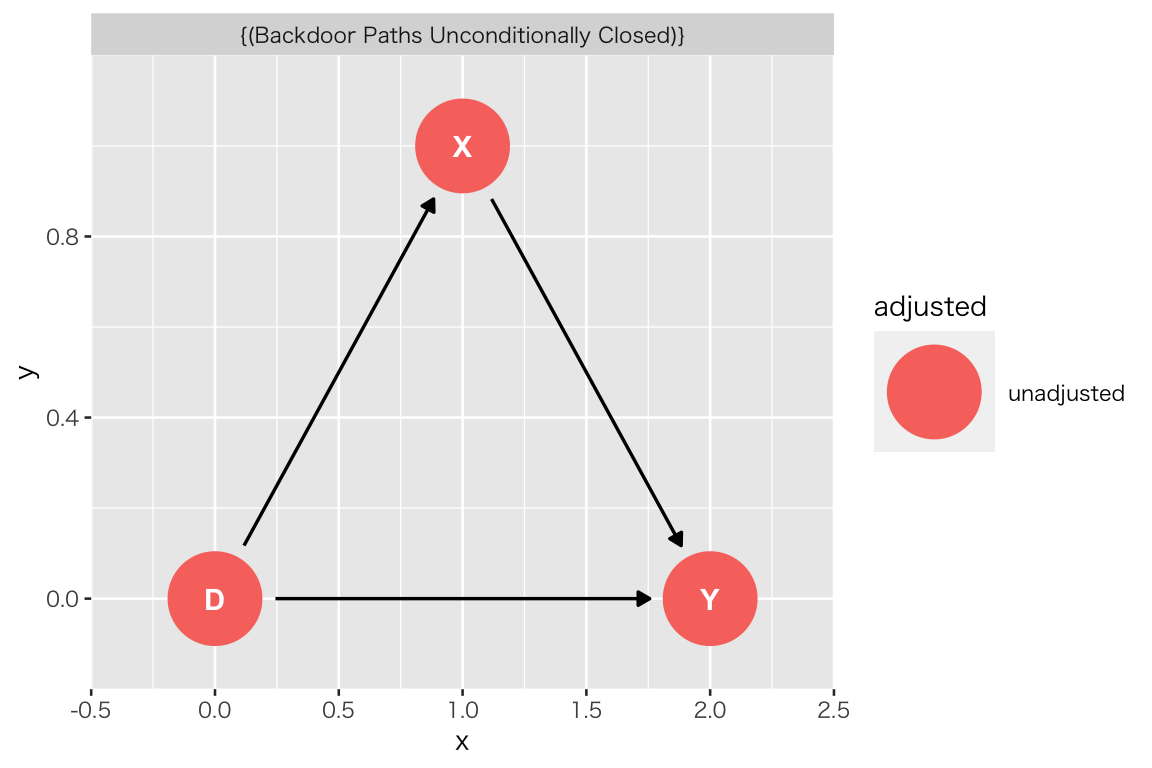 {(Backdoor Paths Unconditionally Closed)}
X
0.8
adjusted
y
unadjusted
0.4
0.0
D
Y
-0.5 0.0 0.5 1.0 1.5 2.0 2.5
x